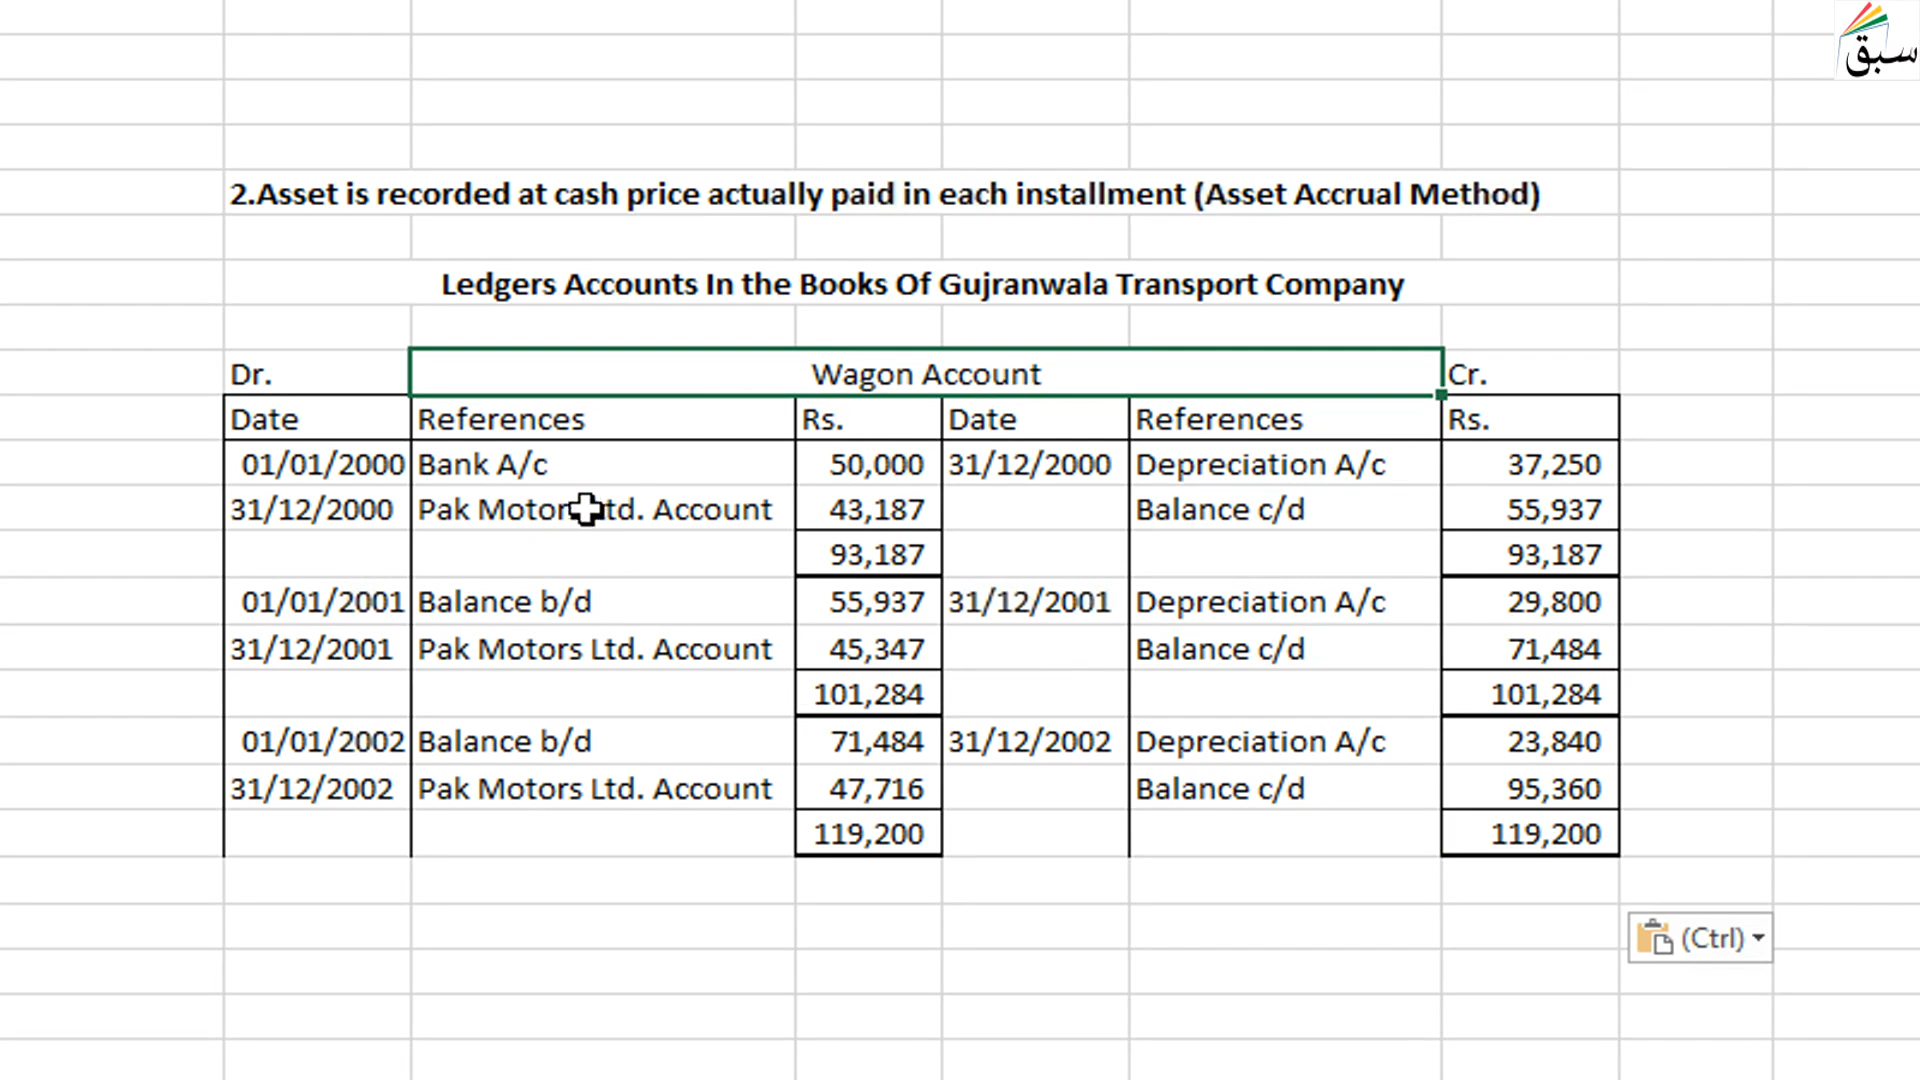 سبق
2.Asset is recorded at cash price actually paid in each installment (Asset Accrual Method)
Ledgers Accounts In the Books Of Gujranwala Transport Company
Dr. Wagon Account Cr.
Date References Rs. Date References Rs.
01/01/2000 Bank A/c 50,000 31/12/2000 Depreciation A/c 37,250
31/12/2000 Pak Motor td. Account 43,187 Balance c/d 55,937
93,187 93,187
01/01/2001 Balance b/d 55,937 31/12/2001 Depreciation A/c 29,800
31/12/2001 Pak Motors Ltd. Account 45,347 Balance c/d 71,484
101,284 101,284
01/01/2002 Balance b/d 71,484 31/12/2002 Depreciation A/c 23,840
31/12/2002 Pak Motors Ltd. Account 47,716 Balance c/d 95,360
119,200 119,200
(Ctrl)